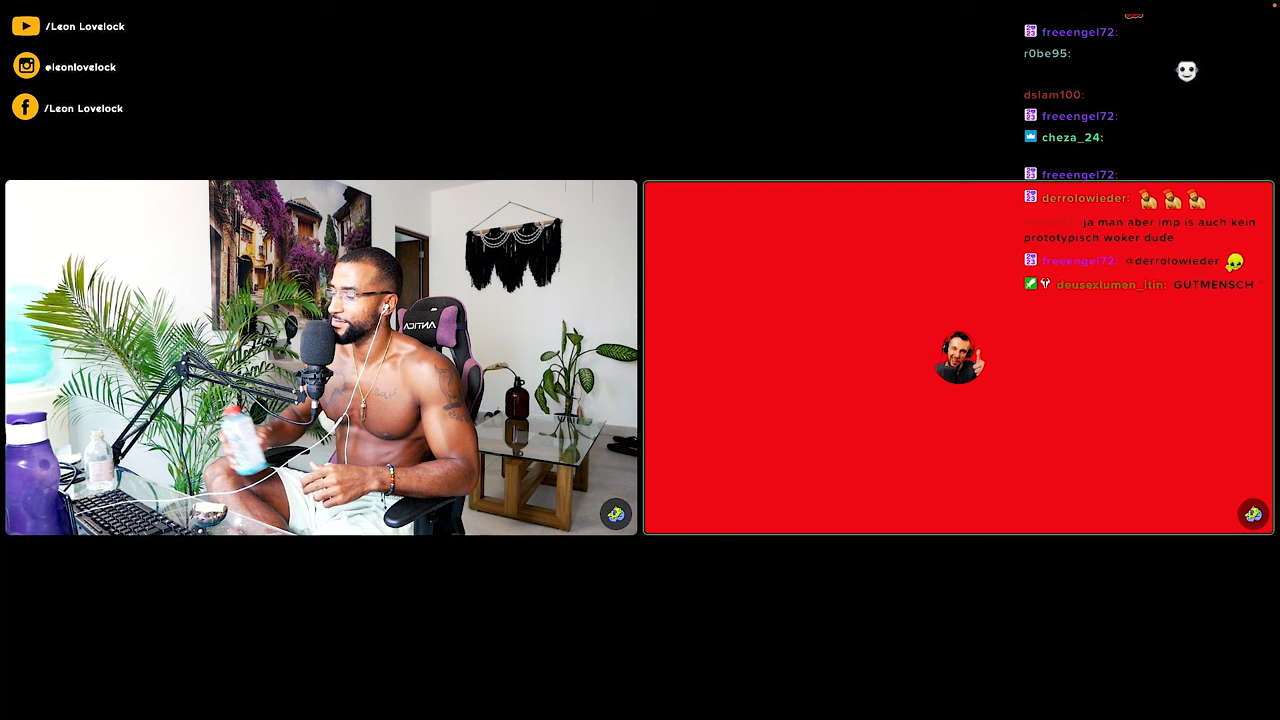 /Leon Lovelock
@leonlovelock
/Leon Lovelock
freeengel72:
r0be95:
dslam100:
freeengel72:
cheza_24:
freeengel72:
derrolowieder:
ja man aber imp is auch kein
prototypisch woker dude
freeengel72: @derrolowieder
deusexlumen_itin: GUTMENSCH
ANTICA